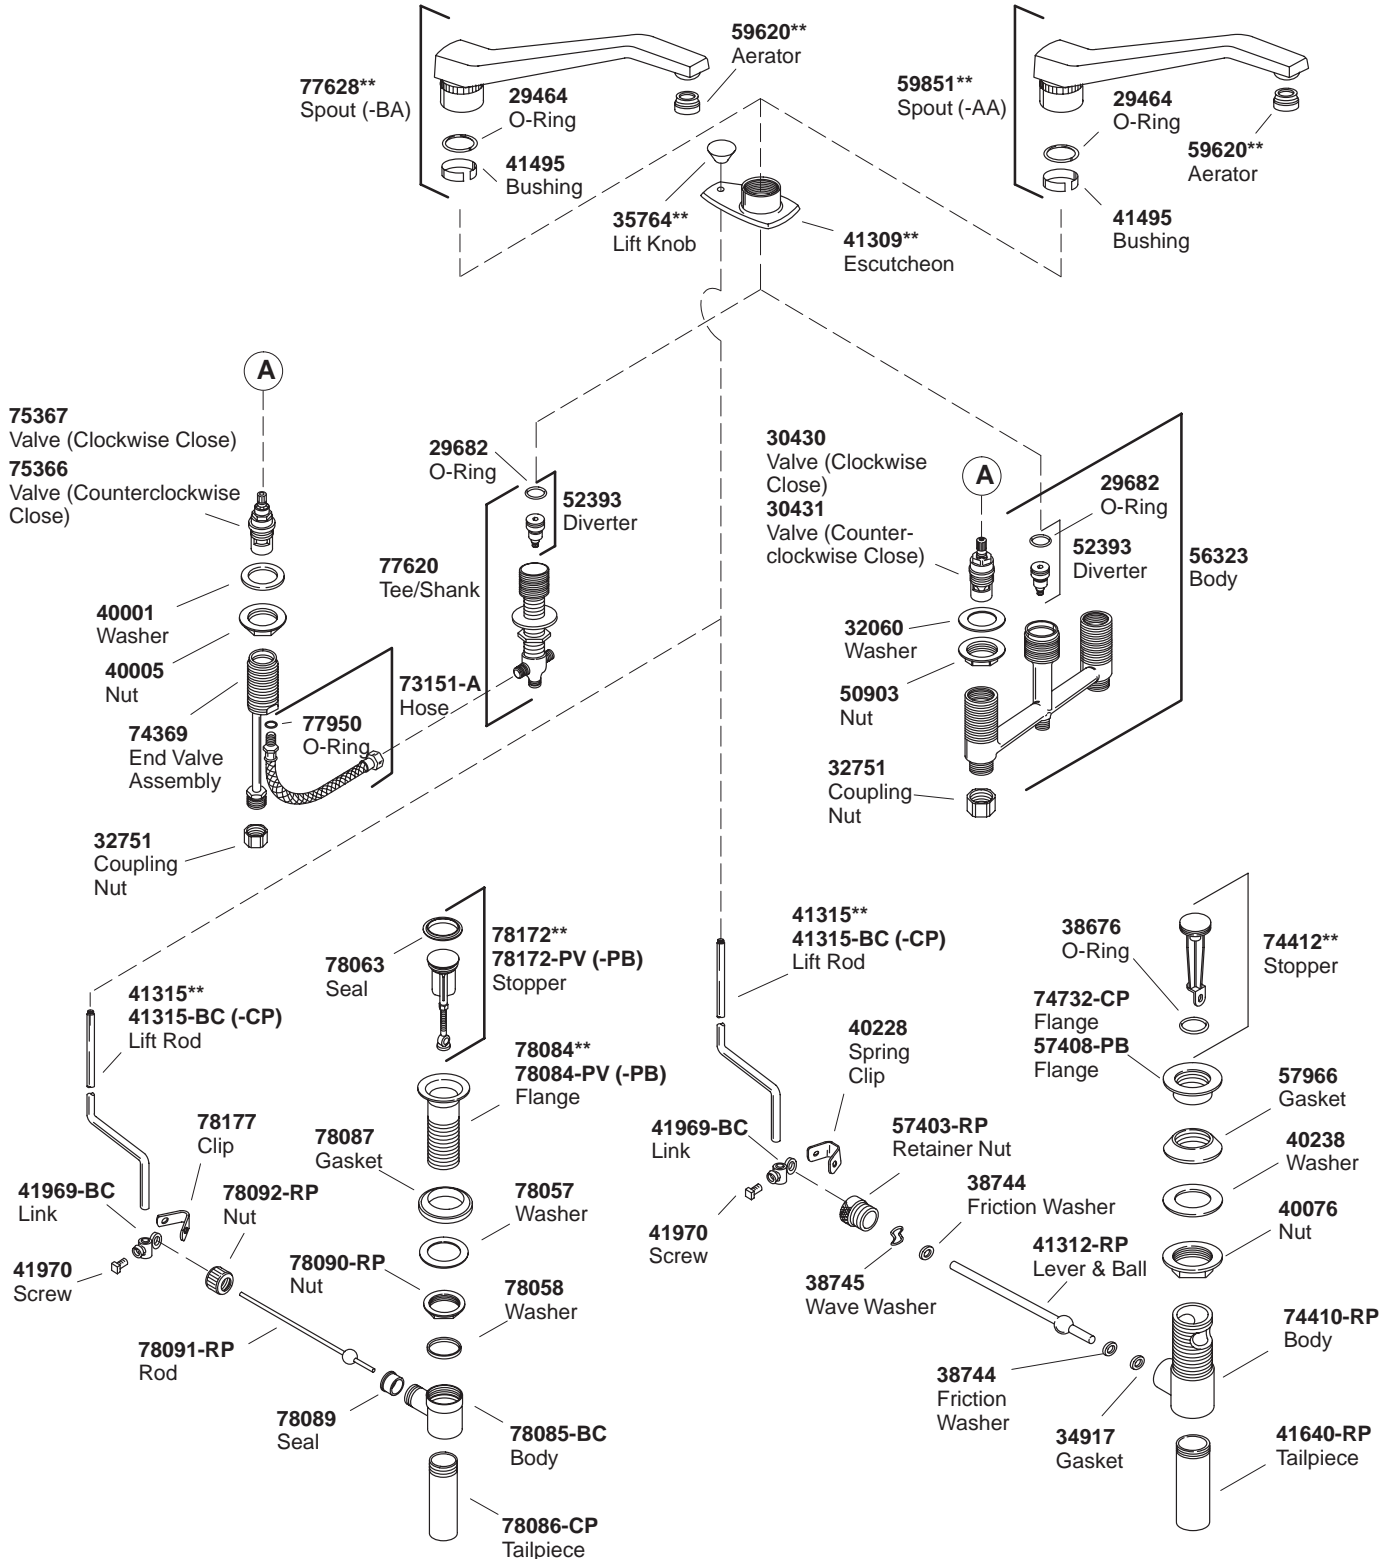 59620**
Aerator
77628**
Spout (-BA)
29464
O-Ring
41495
Bushing
59851**
Spout (-AA)
29464
O-Ring
59620**
Aerator
41495
Bushing
35764**
Lift Knob
41309**
Escutcheon
A
75367
Valve (Clockwise Close)
75366
Valve (Counterclockwise
Close)
40001
Washer
40005
Nut
74369
End Valve
Assembly
32751
Coupling
Nut
77950
O-Ring
73151-A
Hose
29682
O-Ring
52393
Diverter
77620
Tee/Shank
30430
Valve (Clockwise
Close)
30431
Valve (Counter-
clockwise Close)
A
29682
O-Ring
52393
Diverter
56323
Body
32060
Washer
50903
Nut
32751
Coupling
Nut
41315**
41315-BC (-CP)
Lift Rod
78177
Clip
41969-BC
Link
78092-RP
Nut
41970
Screw
78091-RP
Rod
78089
Seal
78063
Seal
78172**
78172-PV (-PB)
Stopper
78084**
78084-PV (-PB)
Flange
78087
Gasket
78057
Washer
78090-RP
Nut
78058
Washer
78085-BC
Body
78086-CP
Tailpiece
41315**
41315-BC (-CP)
Lift Rod
40228
Spring
Clip
41969-BC
Link
57403-RP
Retainer Nut
41970
Screw
38744
Friction Washer
38745
Wave Washer
41312-RP
Lever & Ball
38744
Friction
Washer
34917
Gasket
38676
O-Ring
74412**
Stopper
74732-CP
Flange
57408-PB
Flange
57966
Gasket
40238
Washer
40076
Nut
74410-RP
Body
41640-RP
Tailpiece